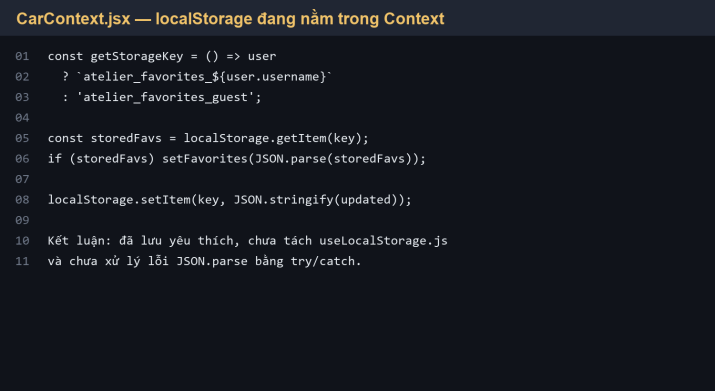 CarContext.jsx — localStorage đang nằm trong Context
01 const getStorageKey = () => user
02 ? `atelier_favorites_${user.username}`
03 : 'atelier_favorites_guest';
04
05 const storedFavs = localStorage.getItem(key);
06 if (storedFavs) setFavorites(JSON.parse(storedFavs));
07
08 localStorage.setItem(key, JSON.stringify(updated));
09
10 Kết luận: đã lưu yêu thích, chưa tách useLocalStorage.js
11 và chưa xử lý lỗi JSON.parse bằng try/catch.